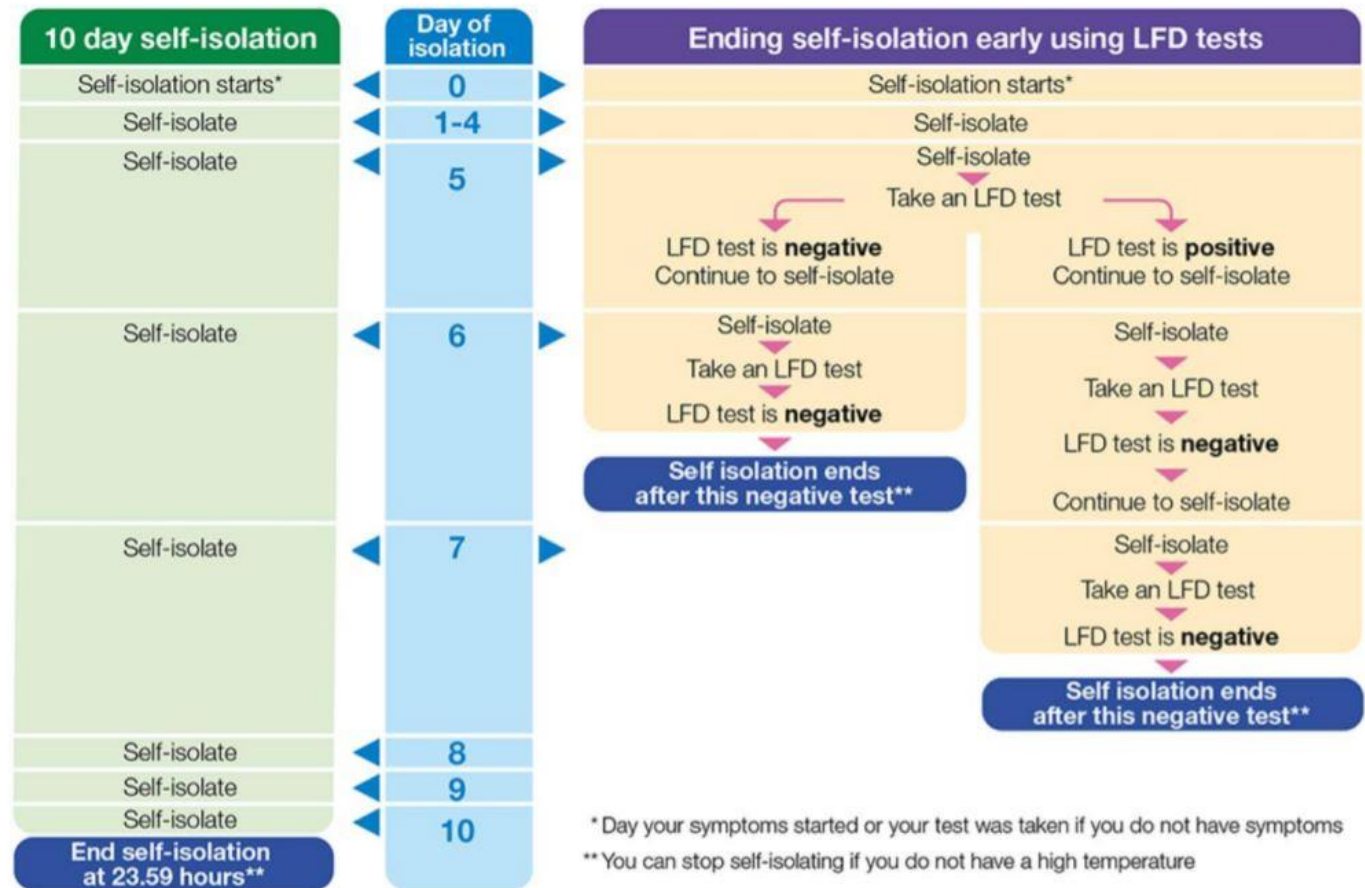 10 day self-isolation
Day of
isolation
Ending self-isolation early using LFD tests
Self-isolation starts*
0
Self-isolation starts*
Self-isolate
1-4
Self-isolate
Self-isolate
5
Self-isolate
Take an LFD test
LFD test is negative
Continue to self-isolate
LFD test is positive
Continue to self-isolate
Self-isolate
6
Self-isolate
Take an LFD test
LFD test is negative
Self isolation ends
after this negative test**
Self-isolate
Take an LFD test
LFD test is negative
Continue to self-isolate
Self-isolate
7
Self-isolate
Take an LFD test
LFD test is negative
Self isolation ends
after this negative test**
Self-isolate
8
Self-isolate
9
Self-isolate
10
End self-isolation
at 23.59 hours**
* Day your symptoms started or your test was taken if you do not have symptoms
** You can stop self-isolating if you do not have a high temperature